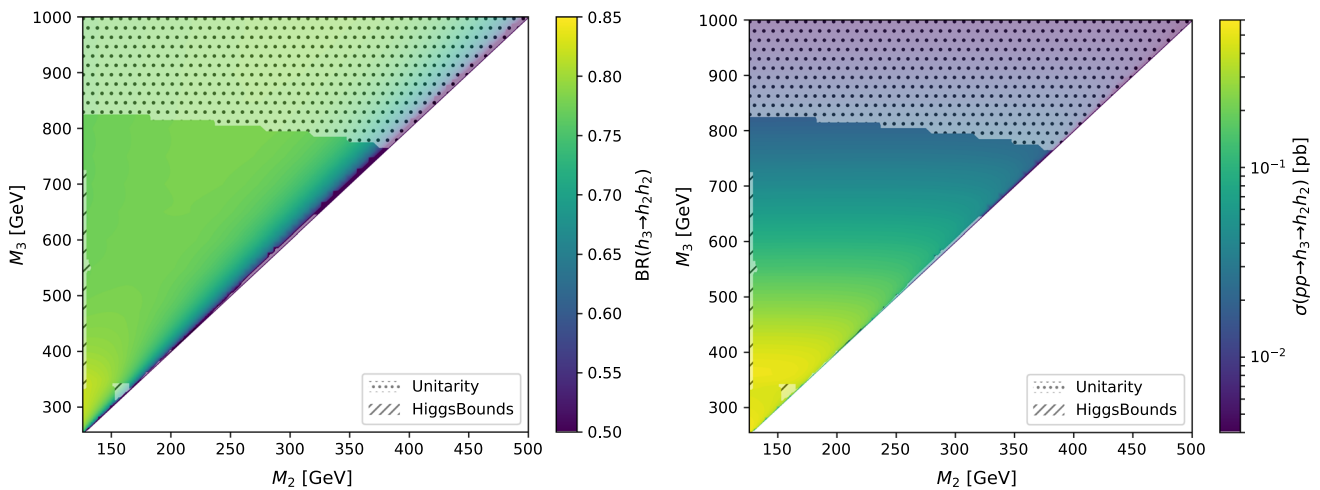 1000
900
800
700
600
500
400
300
M₃ [GeV]
150 200 250 300 350 400 450 500
M₂ [GeV]
Unitarity
HiggsBounds
0.85
0.80
0.75
0.70
0.65
0.60
0.55
0.50
BR(h₃→h₂h₂)
1000
900
800
700
600
500
400
300
M₃ [GeV]
150 200 250 300 350 400 450 500
M₂ [GeV]
Unitarity
HiggsBounds
10⁻¹
10⁻²
σ(pp→h₃→h₂h₂) [pb]